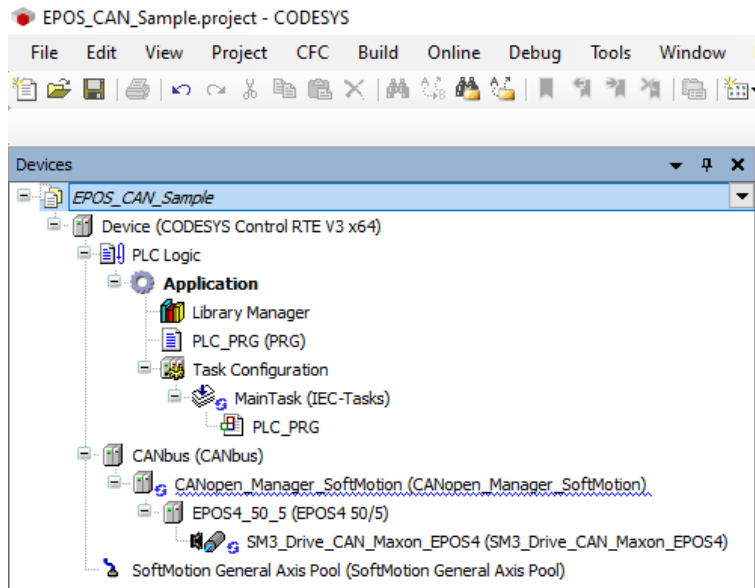 EPOS_CAN_Sample.project - CODESYS
File Edit View Project CFC Build Online Debug Tools Window
Devices
EPOS_CAN_Sample
Device (CODESYS Control RTE V3 x64)
PLC Logic
Application
Library Manager
PLC_PRG (PRG)
Task Configuration
MainTask (IEC-Tasks)
PLC_PRG
CANbus (CANbus)
CANopen_Manager_SoftMotion (CANopen_Manager_SoftMotion)
EPOS4_50_5 (EPOS4 50/5)
SM3_Drive_CAN_Maxon_EPOS4 (SM3_Drive_CAN_Maxon_EPOS4)
SoftMotion General Axis Pool (SoftMotion General Axis Pool)